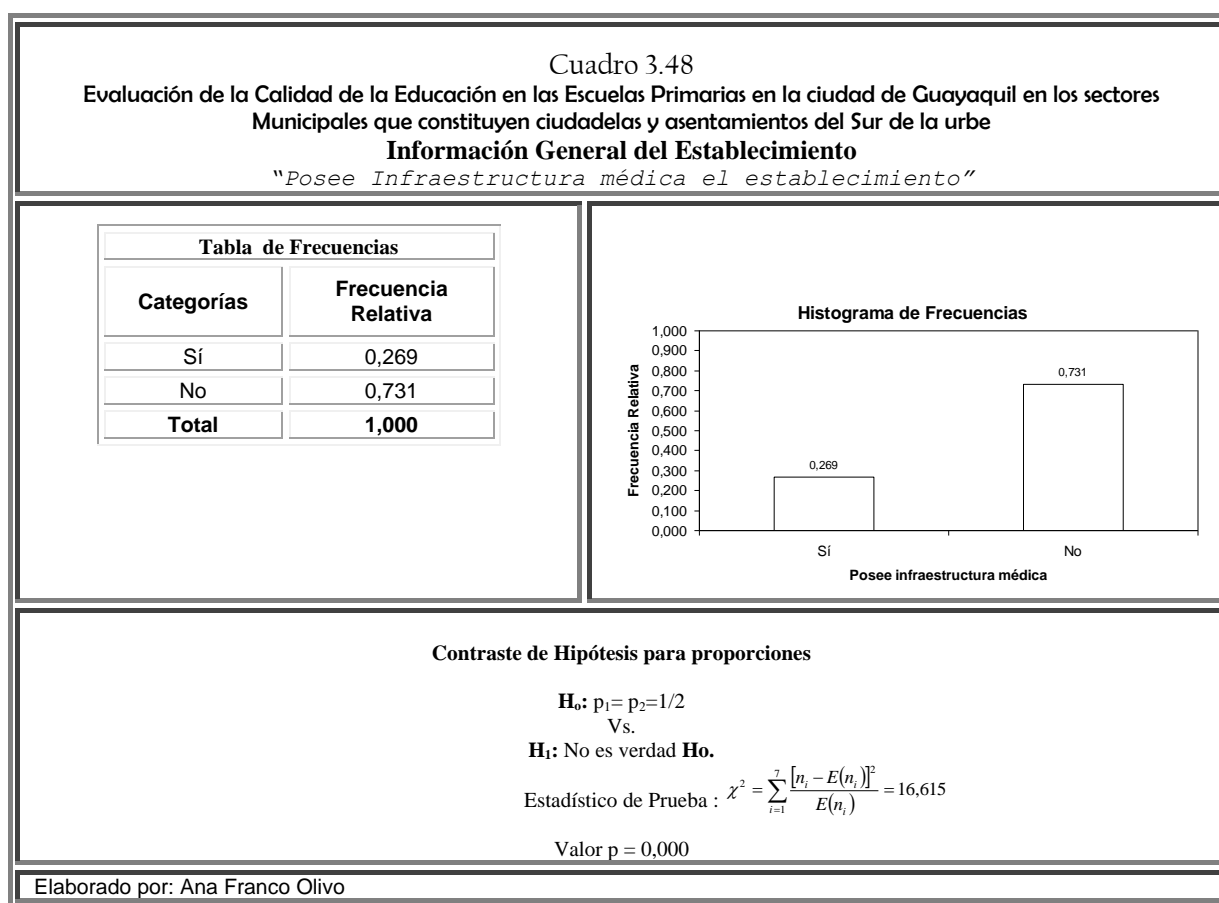 Cuadro 3.48
Evaluación de la Calidad de la Educación en las Escuelas Primarias en la ciudad de Guayaquil en los sectores
Municipales que constituyen ciudadelas y asentamientos del Sur de la urbe
Información General del Establecimiento
"Posee Infraestructura médica el establecimiento"
Tabla de Frecuencias
Categorías Frecuencia
Relativa
Sí 0,269
No 0,731
Total 1,000
Histograma de Frecuencias
1,000
0,900
0,800
0,700
0,600
0,500
0,400
0,300
0,200
0,100
0,000
Frecuencia Relativa
0,269
0,731
Sí No
Posee infraestructura médica
Contraste de Hipótesis para proporciones
Ho: p1= p2=1/2
Vs.
H1: No es verdad Ho.
Estadístico de Prueba : χ² = ∑ i=1 7 [ni − E(ni)]² / E(ni) = 16,615
Valor p = 0,000
Elaborado por: Ana Franco Olivo